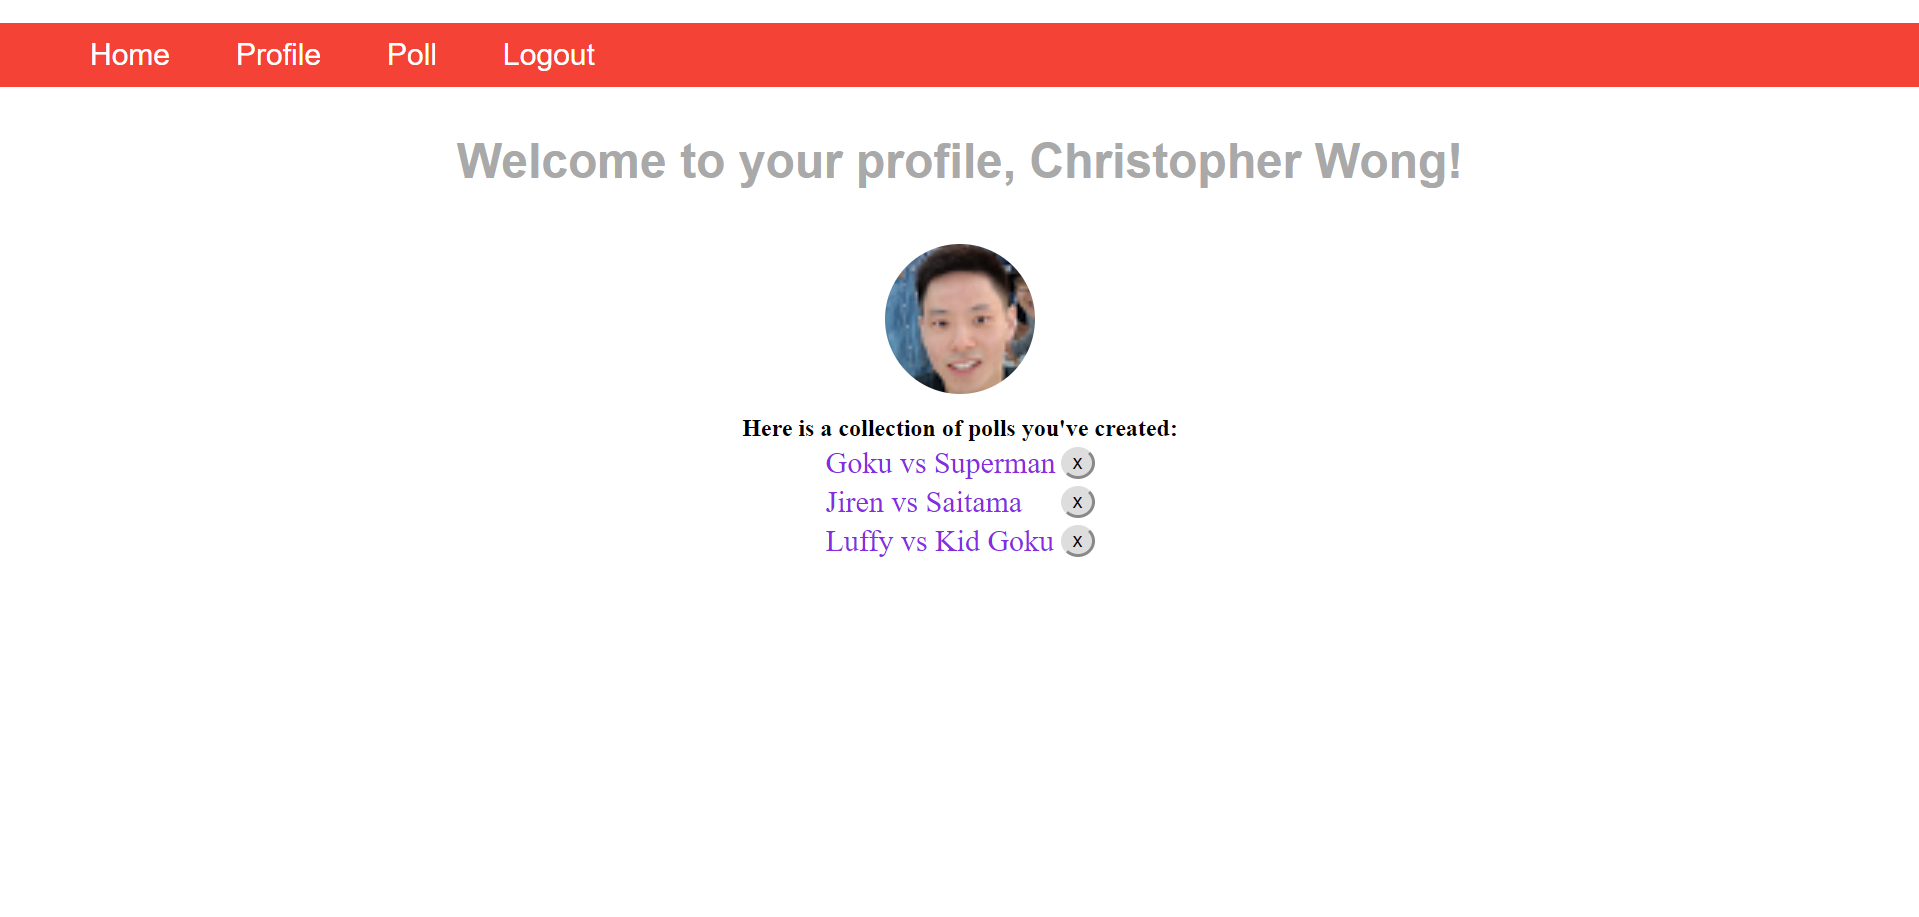 Home Profile Poll Logout
Welcome to your profile, Christopher Wong!
Here is a collection of polls you've created:
Goku vs Superman x
Jiren vs Saitama x
Luffy vs Kid Goku x